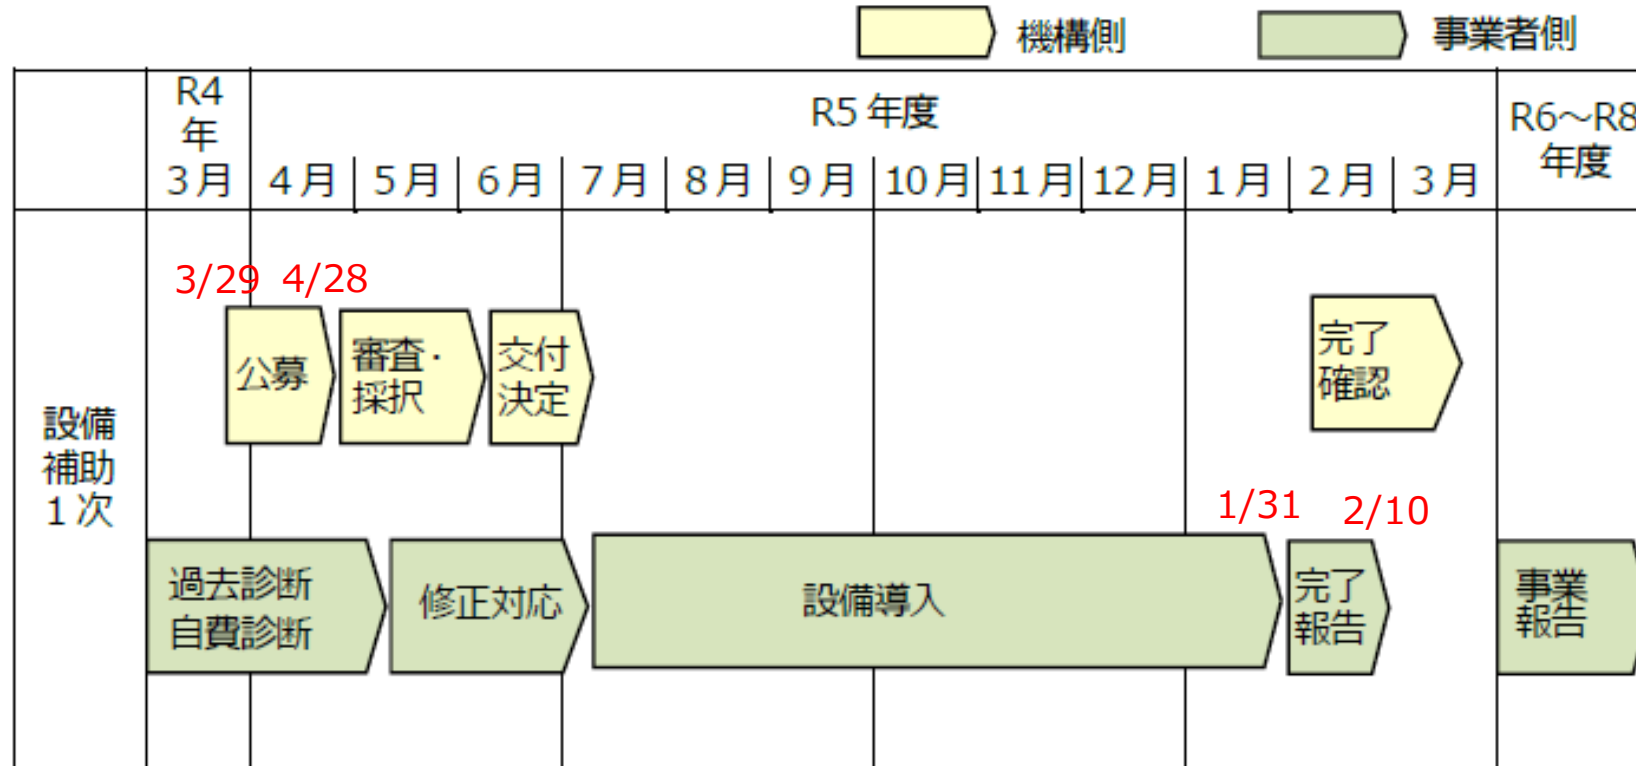 機構側
事業者側
R4
年
3月
R5 年度
R6～R8
年度
4月
5月
6月
7月
8月
9月
10月
11月
12月
1月
2月
3月
設備
補助
1次
3/29
4/28
公募
審査・
採択
交付
決定
完了
確認
1/31
2/10
過去診断
自費診断
修正対応
設備導入
完了
報告
事業
報告